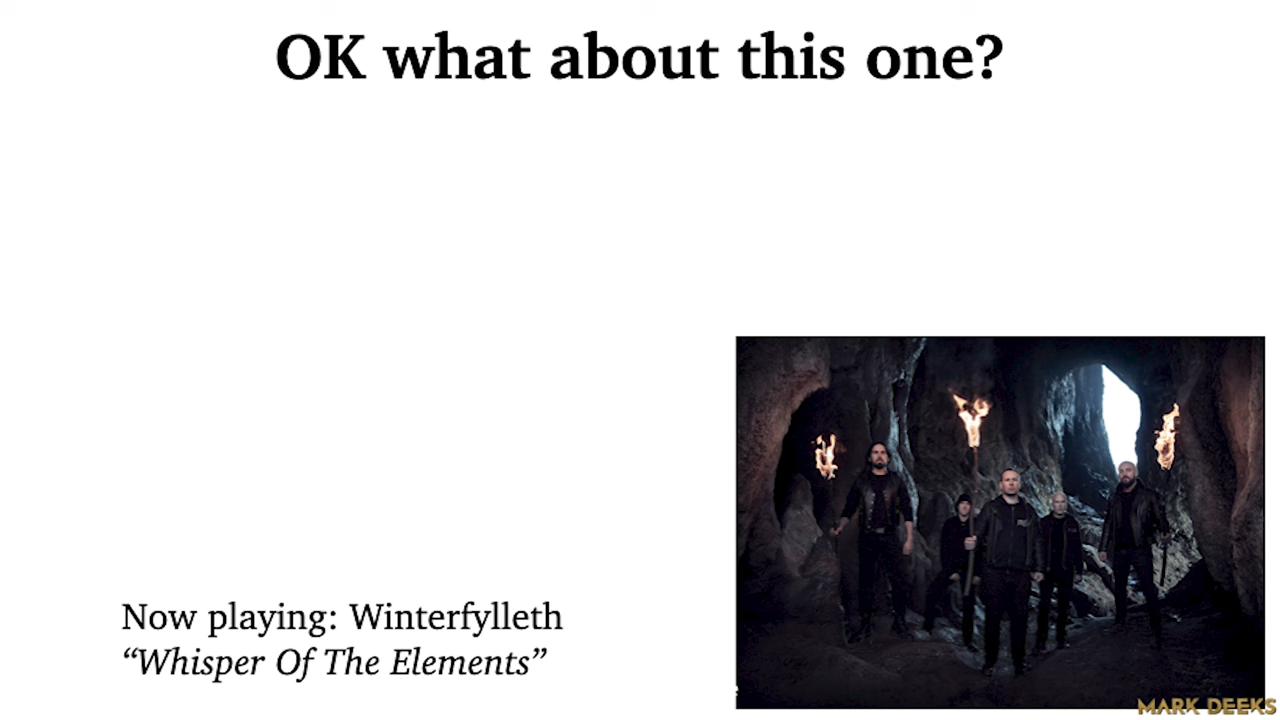 OK what about this one?
Now playing: Winterfylleth
“Whisper Of The Elements”
MARK DEEKS